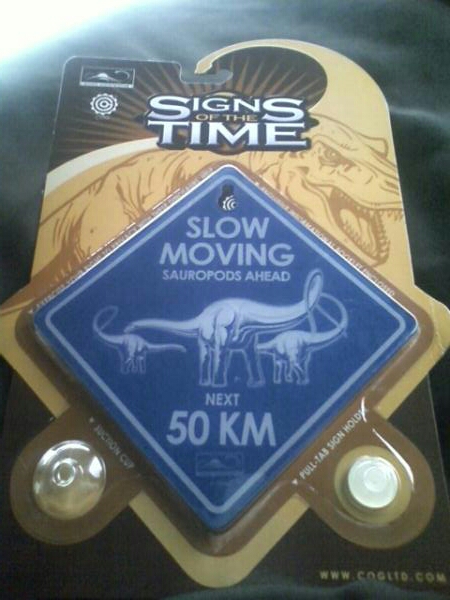 SIGNS
OF THE
TIME
SLOW
MOVING
SAUROPODS AHEAD
NEXT
50 KM
SUCTION CUP
PULL-TAB SIGN HOLDER
WWW.COGLTD.COM